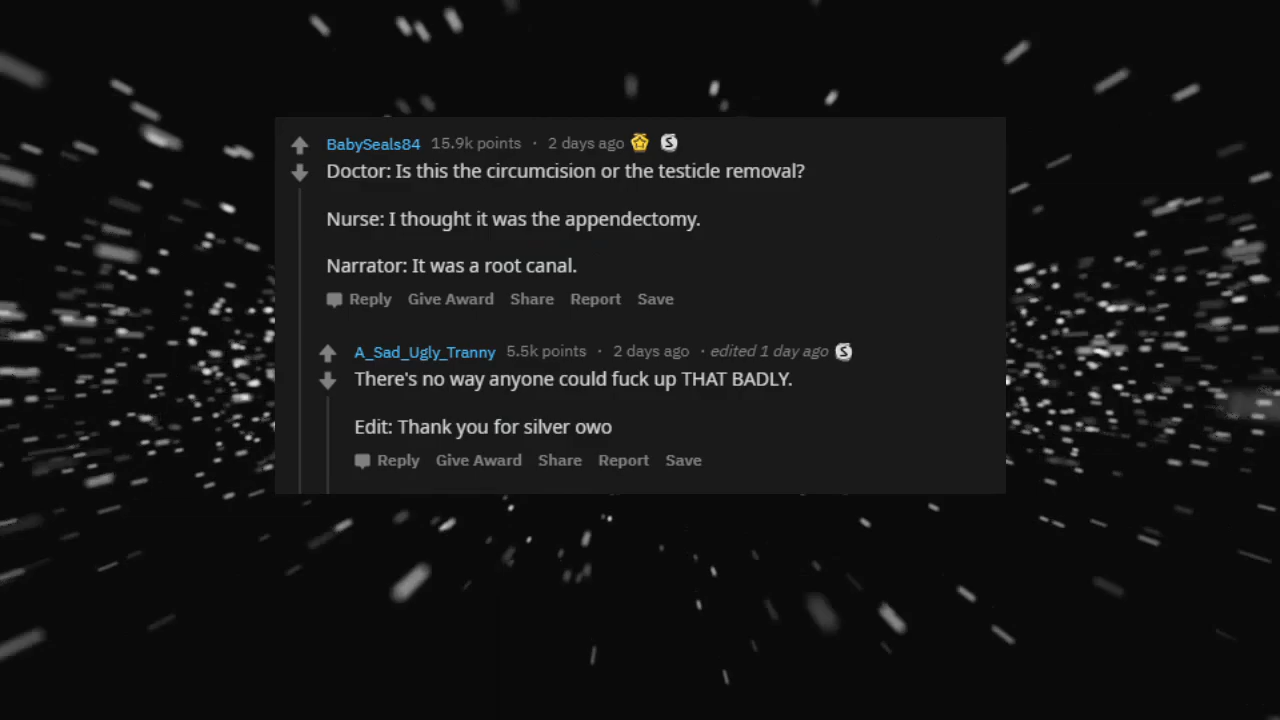 BabySeals84 15.9k points · 2 days ago
Doctor: Is this the circumcision or the testicle removal?
Nurse: I thought it was the appendectomy.
Narrator: It was a root canal.
Reply Give Award Share Report Save
A_Sad_Ugly_Tranny 5.5k points · 2 days ago · edited 1 day ago
There's no way anyone could fuck up THAT BADLY.
Edit: Thank you for silver owo
Reply Give Award Share Report Save